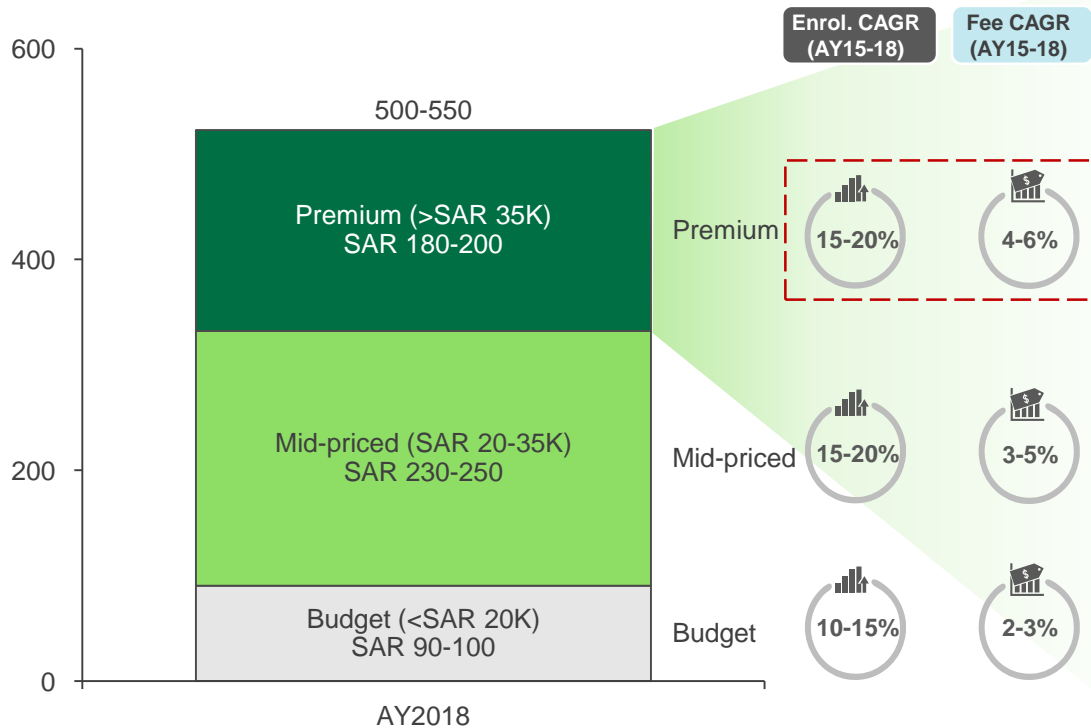 Enrol. CAGR
(AY15-18)
Fee CAGR
(AY15-18)
600
400
200
0
500-550
Premium (>SAR 35K)
SAR 180-200
Mid-priced (SAR 20-35K)
SAR 230-250
Budget (<SAR 20K)
SAR 90-100
AY2018
Premium
$
15-20%
4-6%
Mid-priced
$
15-20%
3-5%
Budget
$
10-15%
2-3%